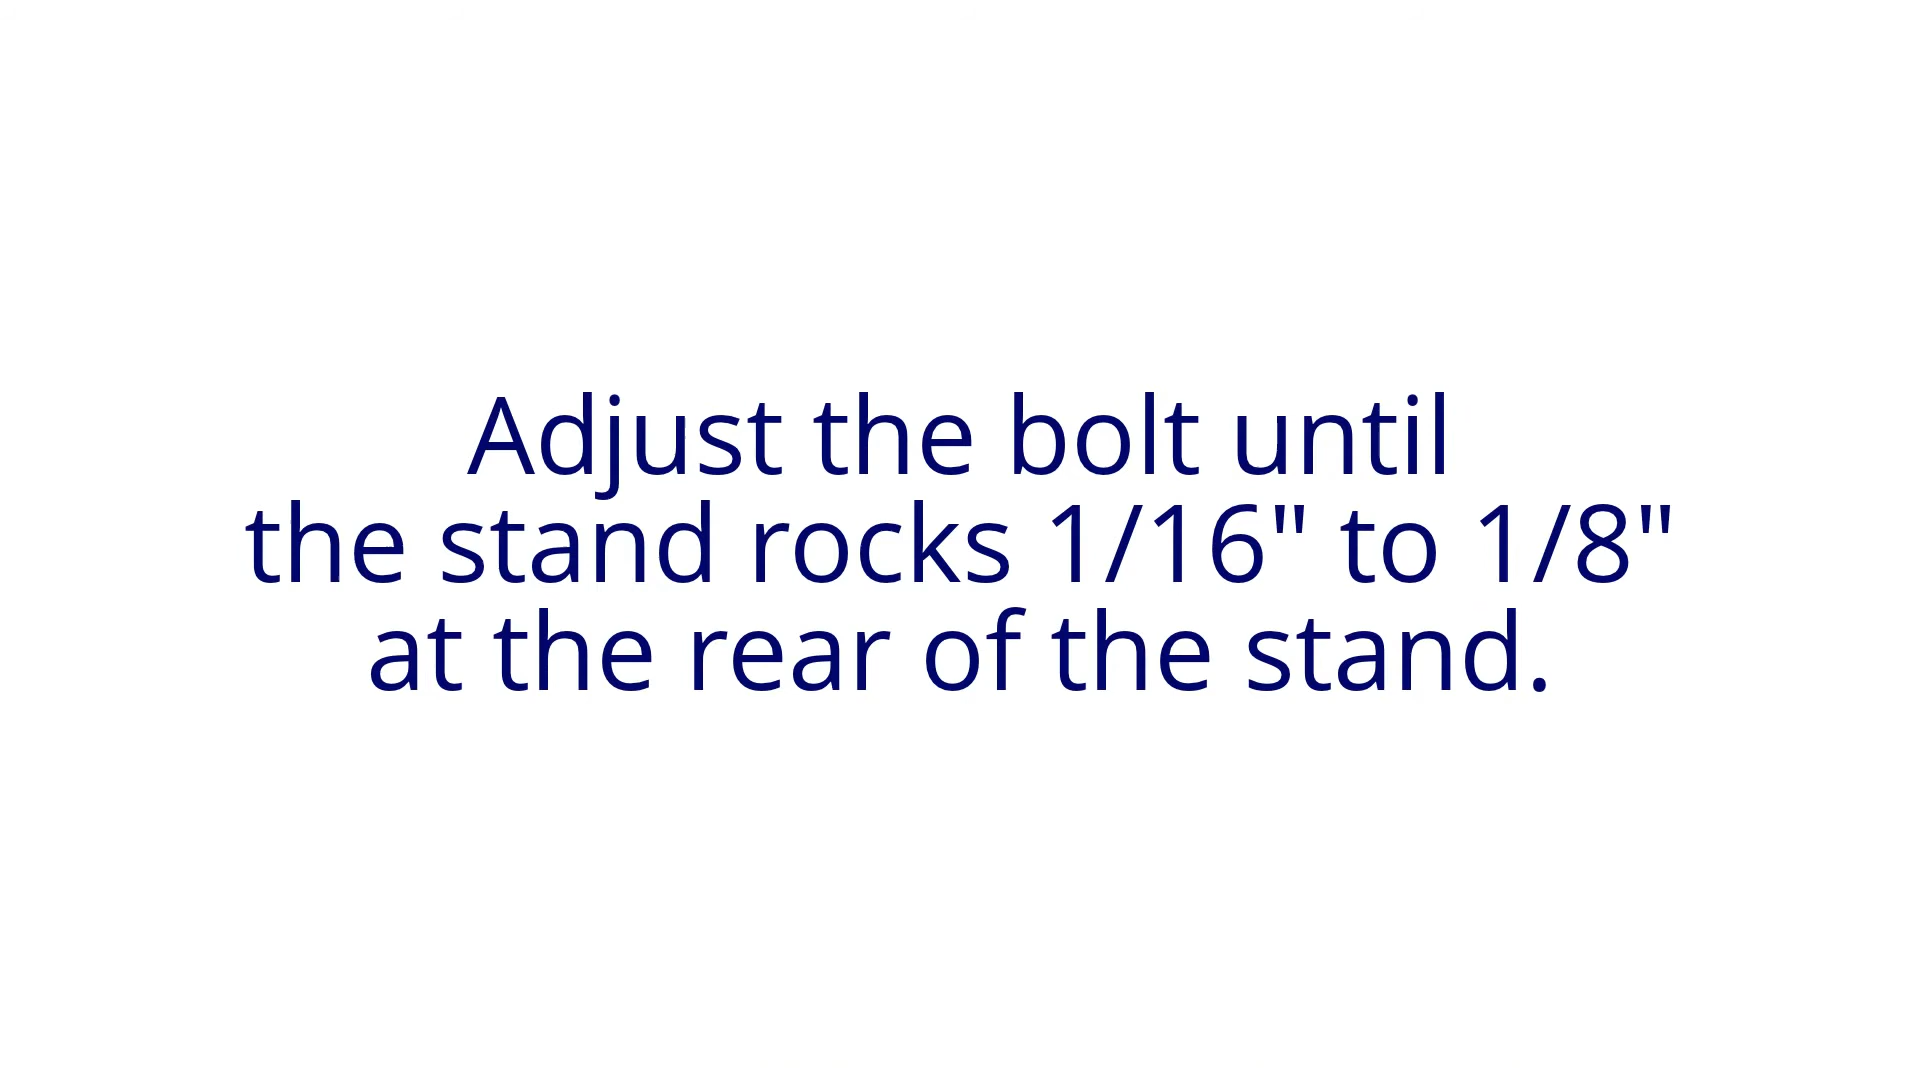 Adjust the bolt until
the stand rocks 1/16" to 1/8"
at the rear of the stand.